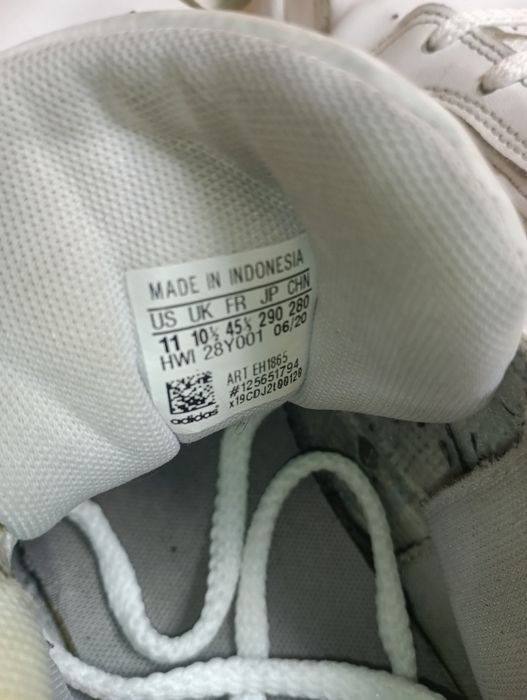 MADE IN INDONESIA
US UK FR JP CHN
11 10½ 45⅓ 290 280
HWI 28Y001 06/20
ART EH1865
#125651794
x19CDJ2t00120
adidas